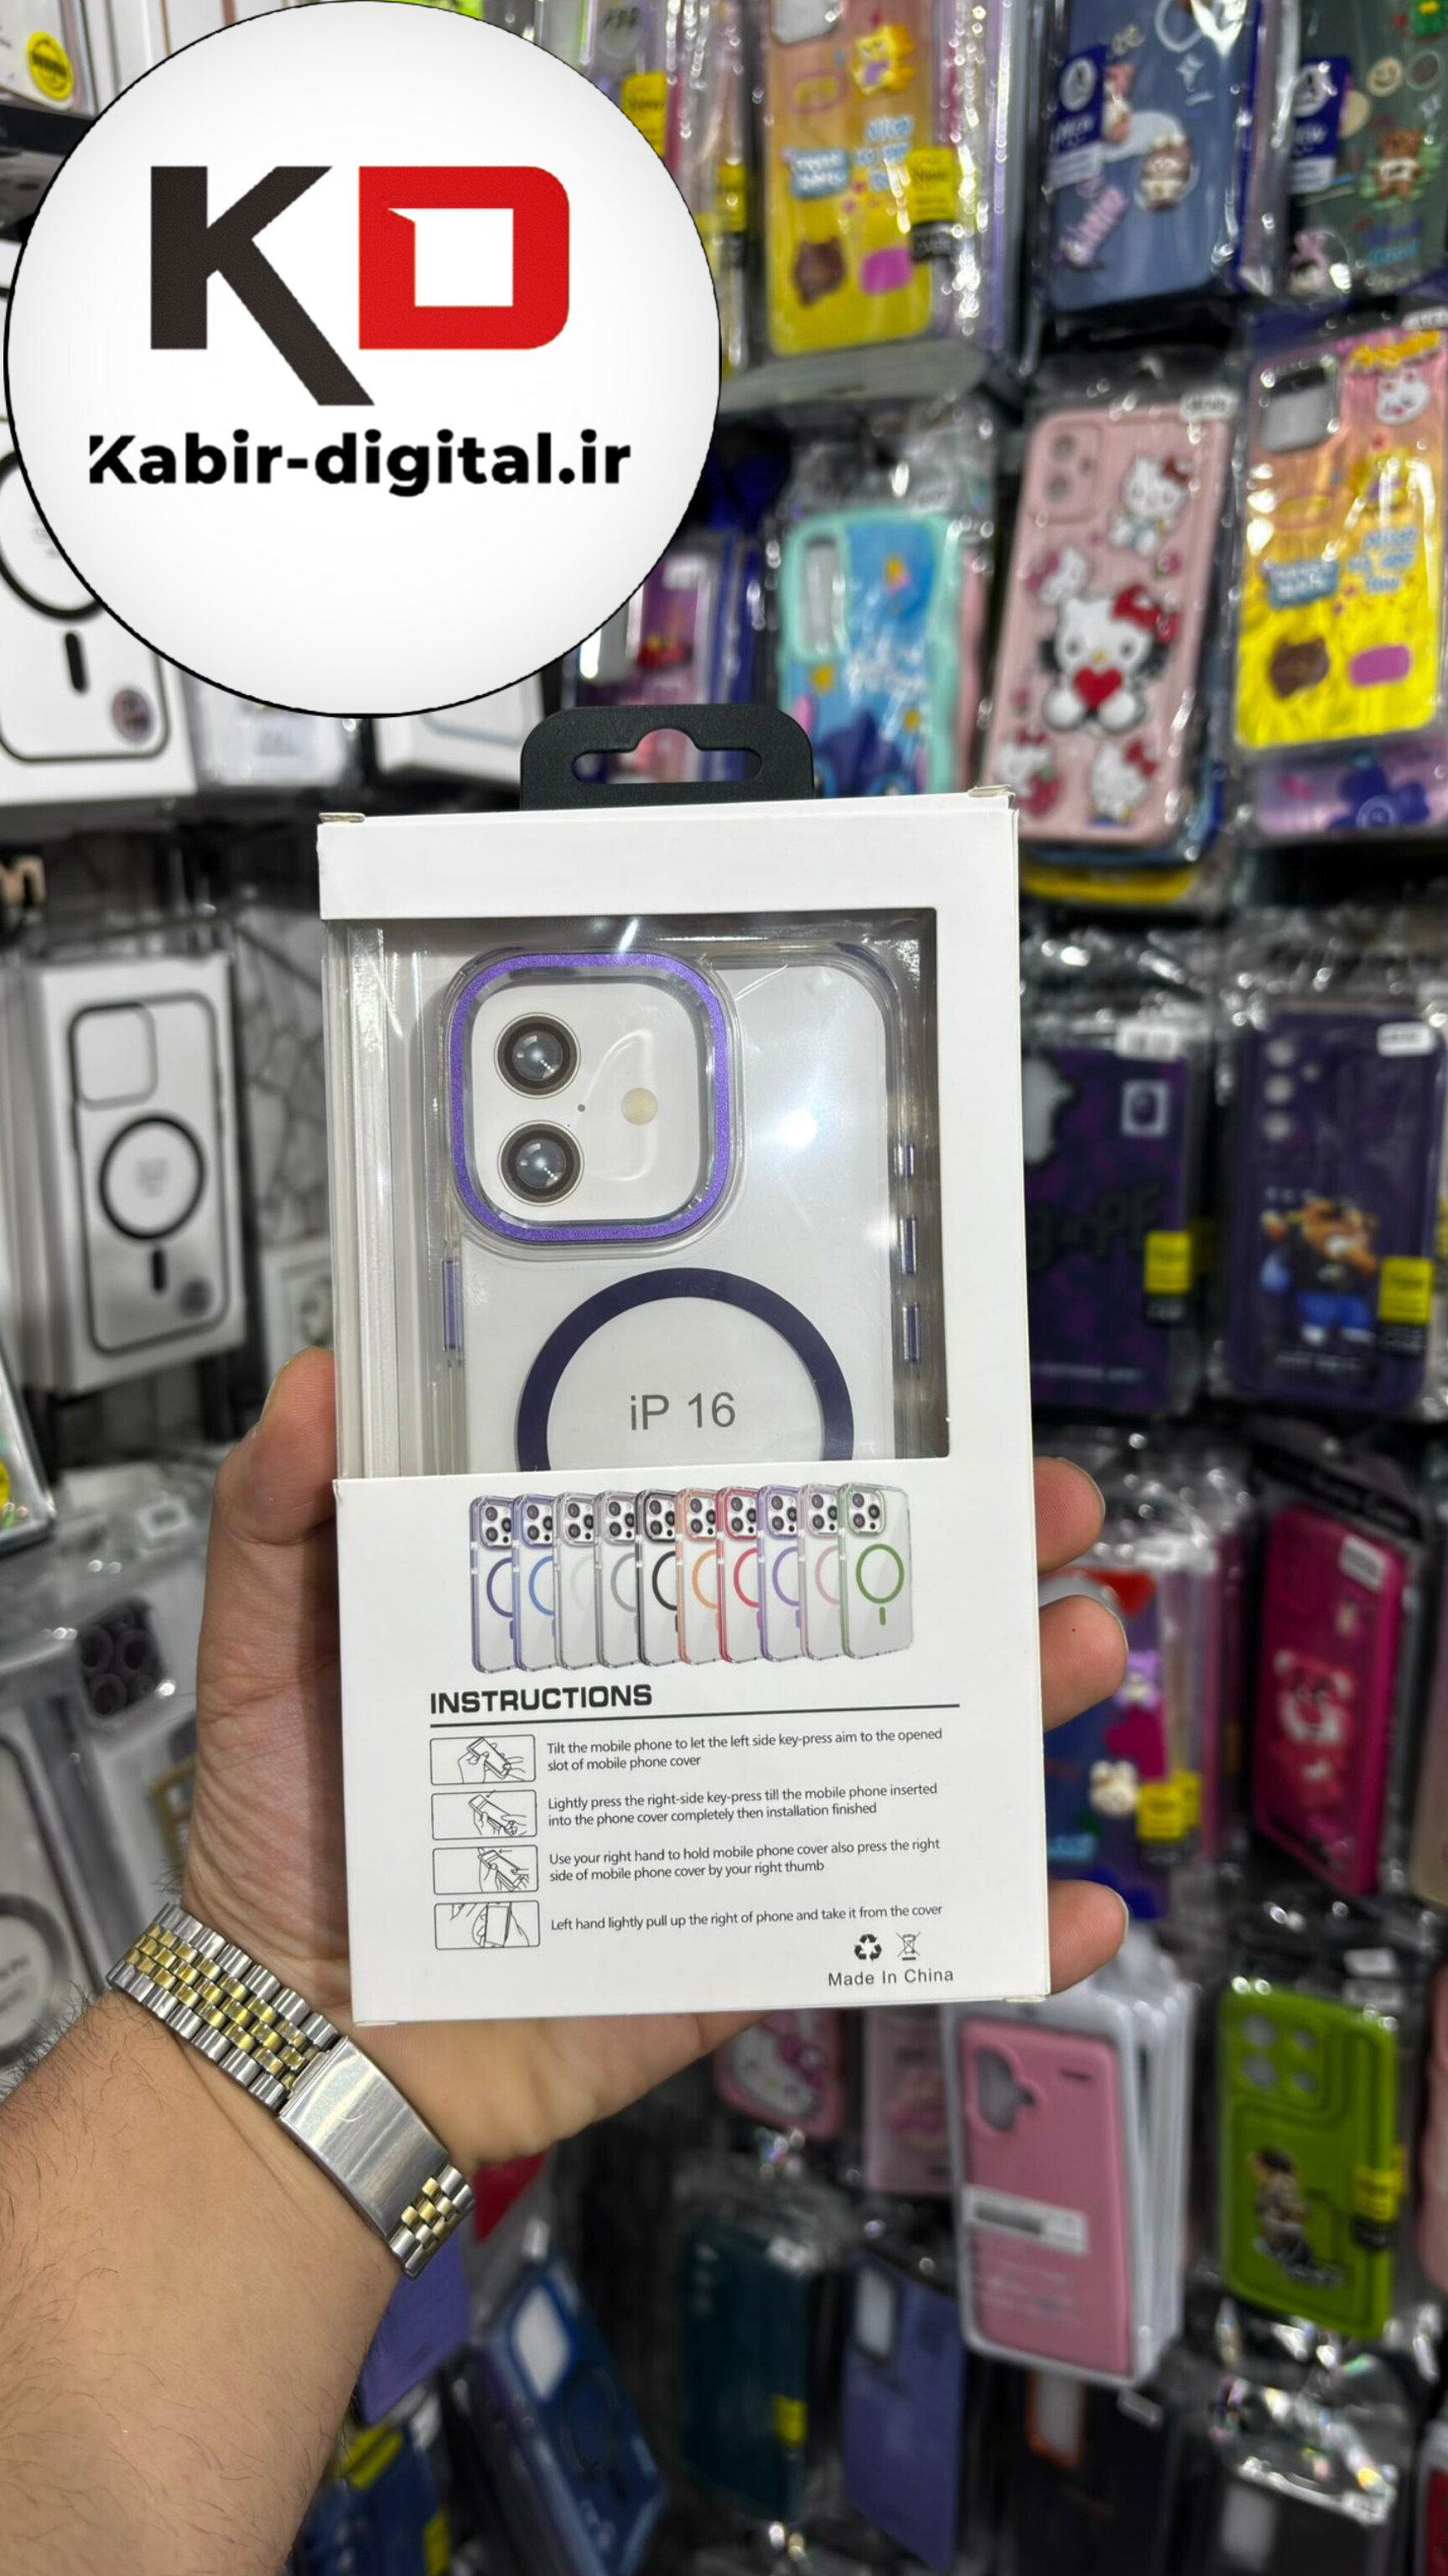 KD
Kabir-digital.ir
iP 16
INSTRUCTIONS
Tilt the mobile phone to let the left side key-press aim to the opened
slot of mobile phone cover
Lightly press the right-side key-press till the mobile phone inserted
into the phone cover completely then installation finished
Use your right hand to hold mobile phone cover also press the right
side of mobile phone cover by your right thumb
Left hand lightly pull up the right of phone and take it from the cover
Made In China